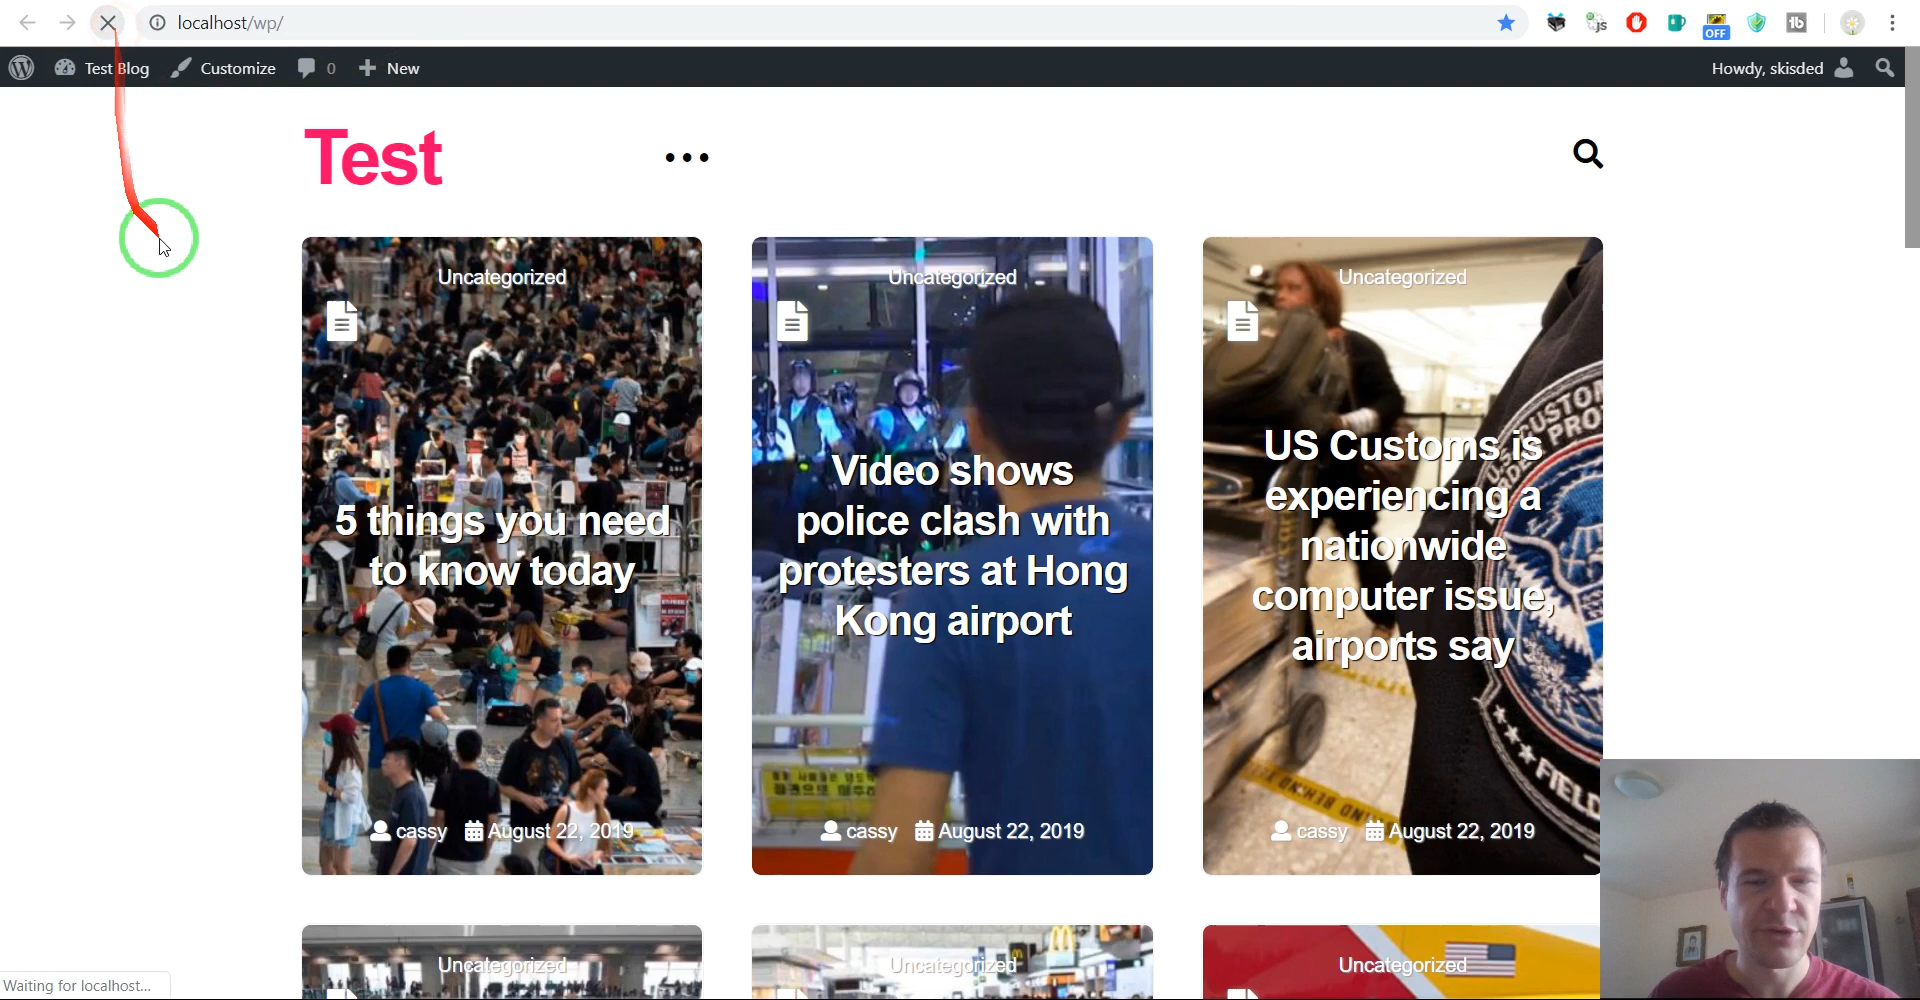 localhost/wp/
OFF
Test Blog
Customize
0
New
Howdy, skisded
Test
Uncategorized
Uncategorized
Uncategorized
5 things you need
to know today
Video shows
police clash with
protesters at Hong
Kong airport
US Customs is
experiencing a
nationwide
computer issue,
airports say
cassy August 22, 2019
cassy August 22, 2019
cassy August 22, 2019
Uncategorized
Uncategorized
Uncategorized
Waiting for localhost...